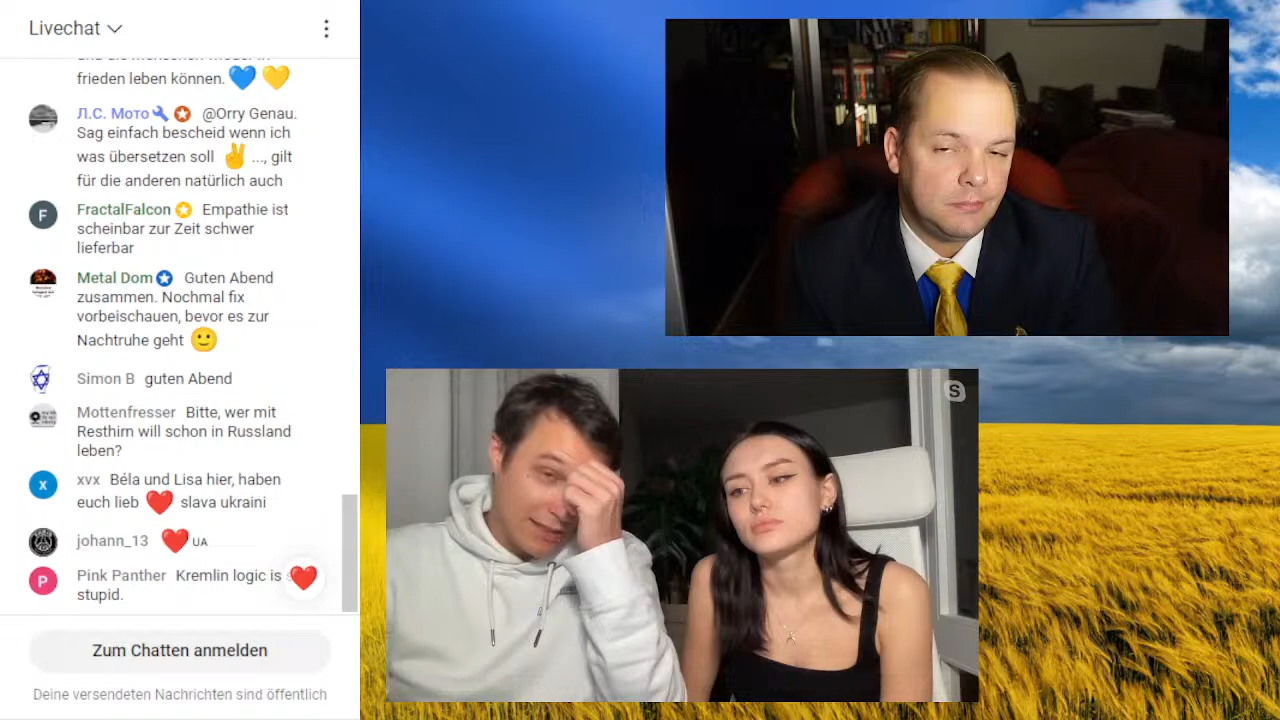 Livechat
frieden leben können. 💙 💛
Л.С. Мото @Orry Genau.
Sag einfach bescheid wenn ich
was übersetzen soll ✌️ ..., gilt
für die anderen natürlich auch
F FractalFalcon Empathie ist
scheinbar zur Zeit schwer
lieferbar
Metal Dom Guten Abend
zusammen. Nochmal fix
vorbeischauen, bevor es zur
Nachtruhe geht 🙂
Simon B guten Abend
Mottenfresser Bitte, wer mit
Resthirn will schon in Russland
leben?
X xvx Béla und Lisa hier, haben
euch lieb ❤️ slava ukraini
johann_13 ❤️ UA
P Pink Panther Kremlin logic is
stupid.
Zum Chatten anmelden
Deine versendeten Nachrichten sind öffentlich
S